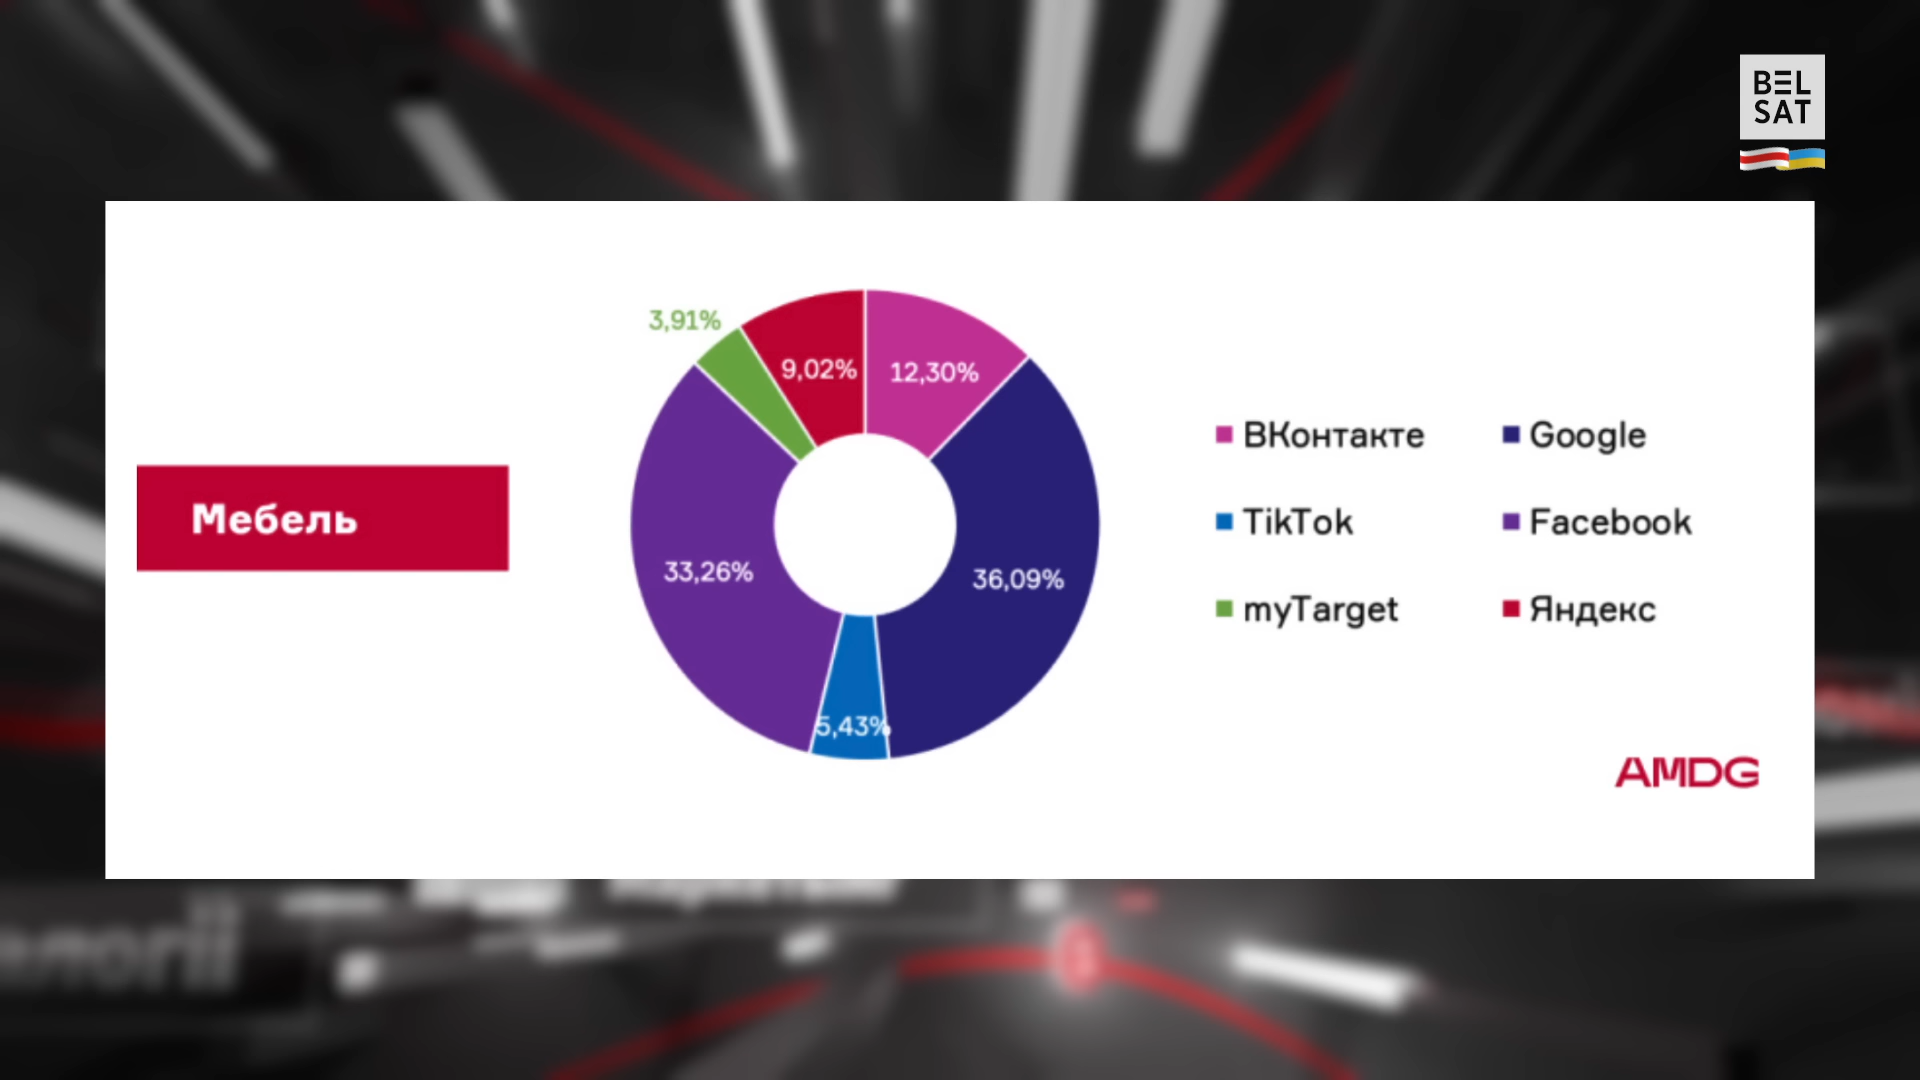 BEL
SAT
3,91%
9,02%
12,30%
33,26%
36,09%
5,43%
Мебель
ВКонтакте
Google
TikTok
Facebook
myTarget
Яндекс
AMDG